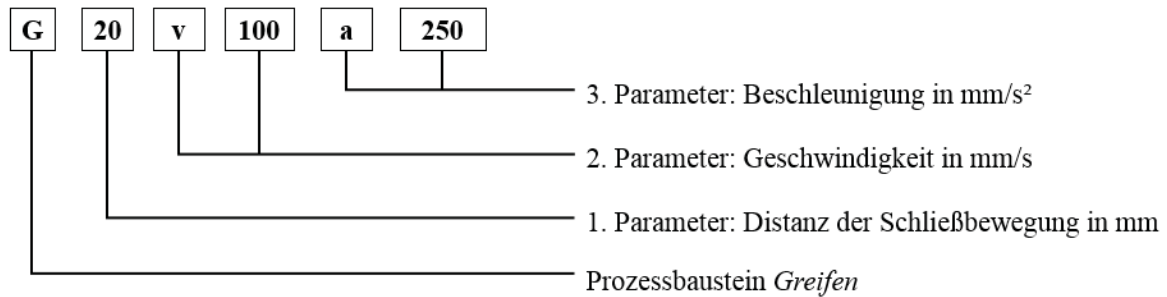 G 20 v 100 a 250
3. Parameter: Beschleunigung in mm/s²
2. Parameter: Geschwindigkeit in mm/s
1. Parameter: Distanz der Schließbewegung in mm
Prozessbaustein Greifen